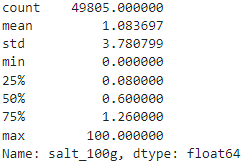 count    49805.000000
mean         1.083697
std          3.780799
min          0.000000
25%          0.080000
50%          0.600000
75%          1.260000
max        100.000000
Name: salt_100g, dtype: float64